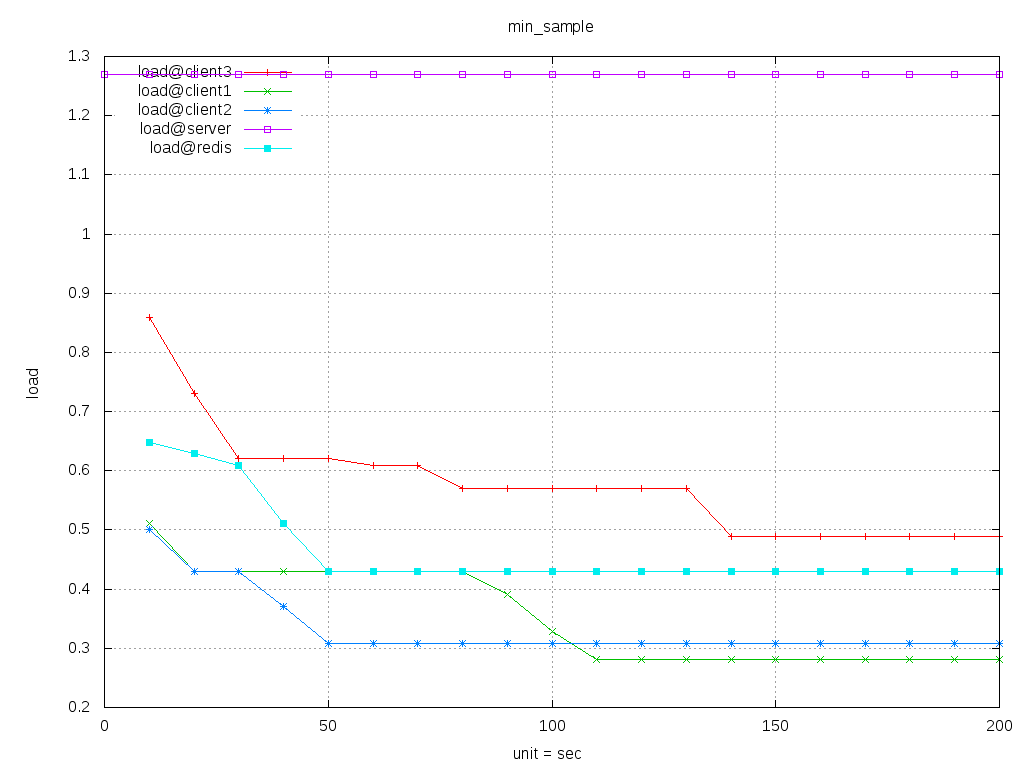 min_sample
1.3
1.2
1.1
1
0.9
0.8
0.7
0.6
0.5
0.4
0.3
0.2
load
load@client3
load@client1
load@client2
load@server
load@redis
0 50 100 150 200
unit = sec